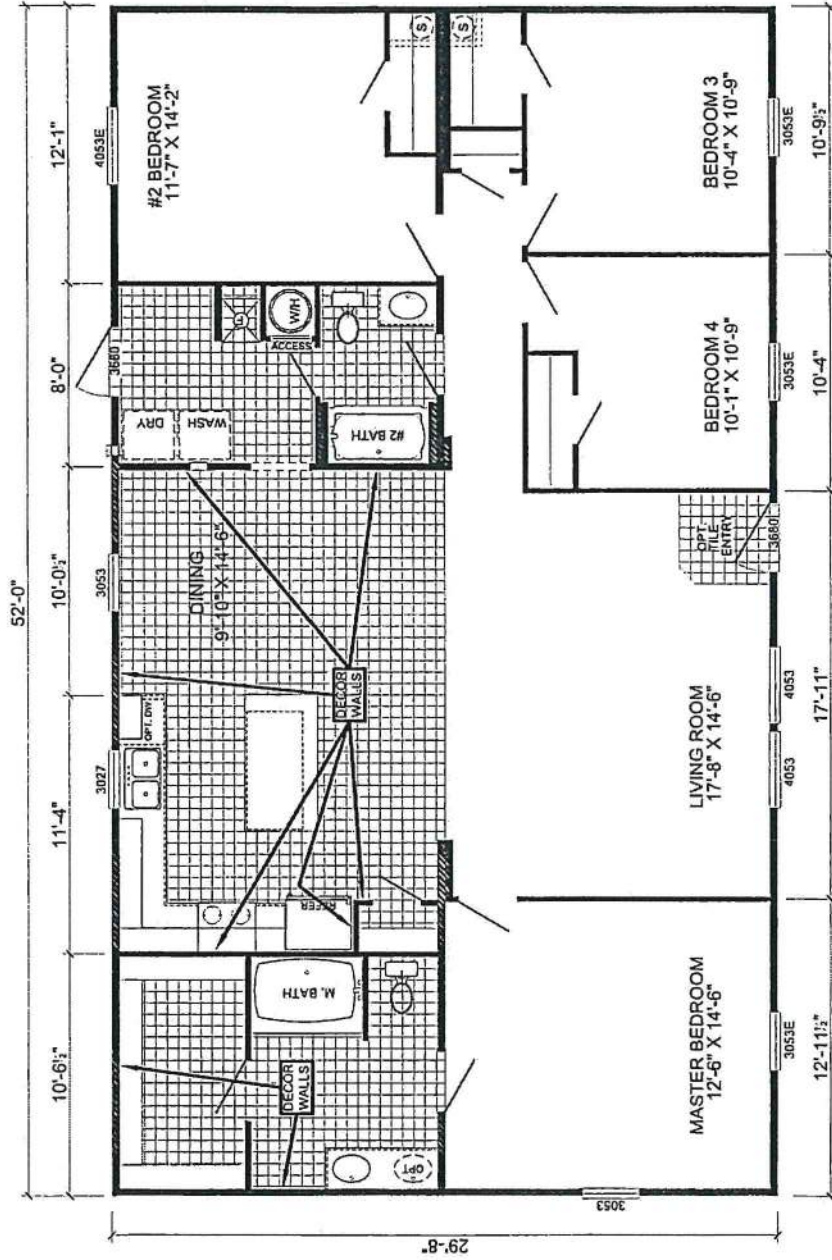 52'-0"
10'-6½"
11'-4"
10'-0½"
8'-0"
12'-1"
3027
3053
3680
4053E
29'-8"
OPT. DW
DINING
9'-10" X 14'-6"
DRY
WASH
F
W/H
ACCESS
#2 BEDROOM
11'-7" X 14'-2"
REFER
DECOR
WALLS
#2 BATH
S
M. BATH
DECOR
WALLS
OPT
S
MASTER BEDROOM
12'-6" X 14'-6"
LIVING ROOM
17'-8" X 14'-6"
OPT.
TILE
ENTRY
3680
BEDROOM 4
10'-1" X 10'-9"
BEDROOM 3
10'-4" X 10'-9"
3053
3053E
4053
4053
3053E
3053E
12'-11½"
17'-11"
10'-4"
10'-9½"